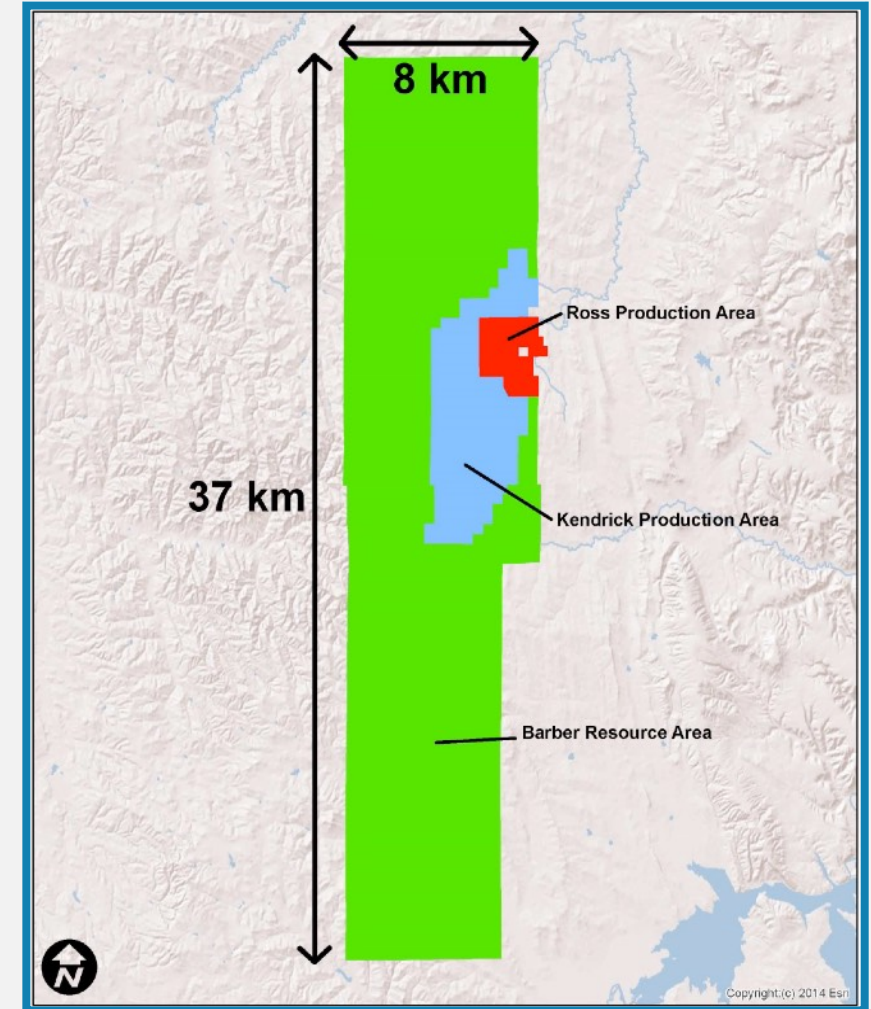 8 km
Ross Production Area
37 km
Kendrick Production Area
Barber Resource Area
N
Copyright:(c) 2014 Esri